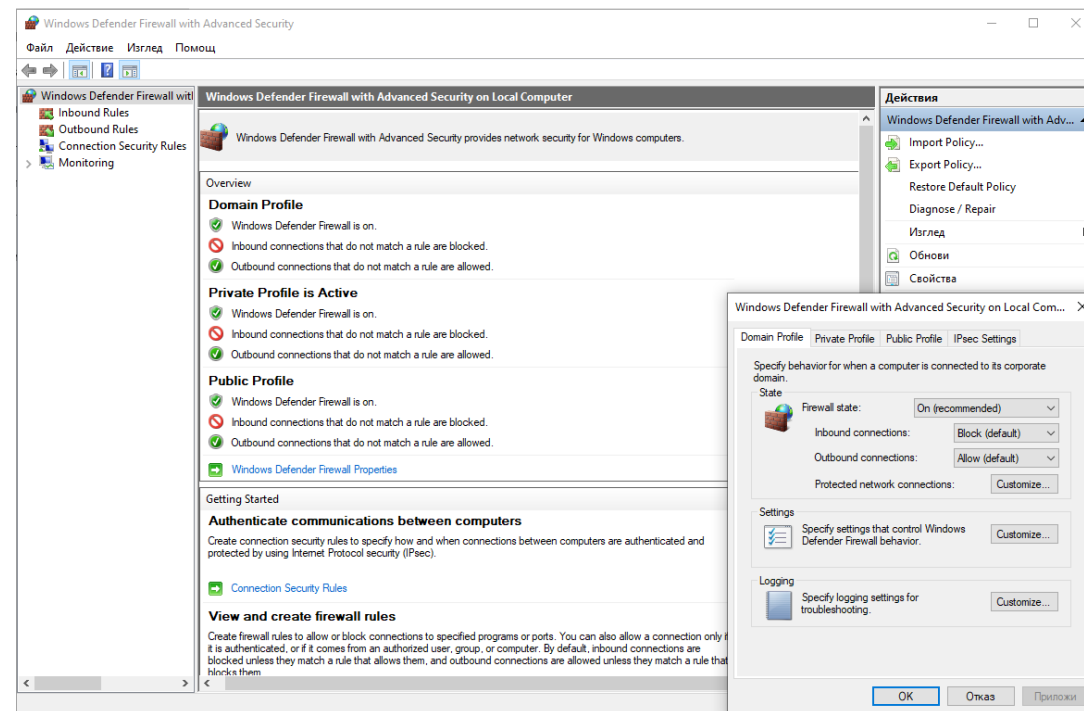 Windows Defender Firewall with Advanced Security
Файл Действие Изглед Помощ
Windows Defender Firewall with
Inbound Rules
Outbound Rules
Connection Security Rules
Monitoring
Windows Defender Firewall with Advanced Security on Local Computer
Windows Defender Firewall with Advanced Security provides network security for Windows computers.
Overview
Domain Profile
Windows Defender Firewall is on.
Inbound connections that do not match a rule are blocked.
Outbound connections that do not match a rule are allowed.
Private Profile is Active
Windows Defender Firewall is on.
Inbound connections that do not match a rule are blocked.
Outbound connections that do not match a rule are allowed.
Public Profile
Windows Defender Firewall is on.
Inbound connections that do not match a rule are blocked.
Outbound connections that do not match a rule are allowed.
Windows Defender Firewall Properties
Getting Started
Authenticate communications between computers
Create connection security rules to specify how and when connections between computers are authenticated and
protected by using Internet Protocol security (IPsec).
Connection Security Rules
View and create firewall rules
Create firewall rules to allow or block connections to specified programs or ports. You can also allow a connection only if
it is authenticated, or if it comes from an authorized user, group, or computer. By default, inbound connections are
blocked unless they match a rule that allows them, and outbound connections are allowed unless they match a rule that
blocks them
Действия
Windows Defender Firewall with Adv...
Import Policy...
Export Policy...
Restore Default Policy
Diagnose / Repair
Изглед
Обнови
Свойства
Windows Defender Firewall with Advanced Security on Local Com...
Domain Profile Private Profile Public Profile IPsec Settings
Specify behavior for when a computer is connected to its corporate
domain.
State
Firewall state: On (recommended)
Inbound connections: Block (default)
Outbound connections: Allow (default)
Protected network connections: Customize...
Settings
Specify settings that control Windows
Defender Firewall behavior.
Customize...
Logging
Specify logging settings for
troubleshooting.
Customize...
OK Отказ Приложи